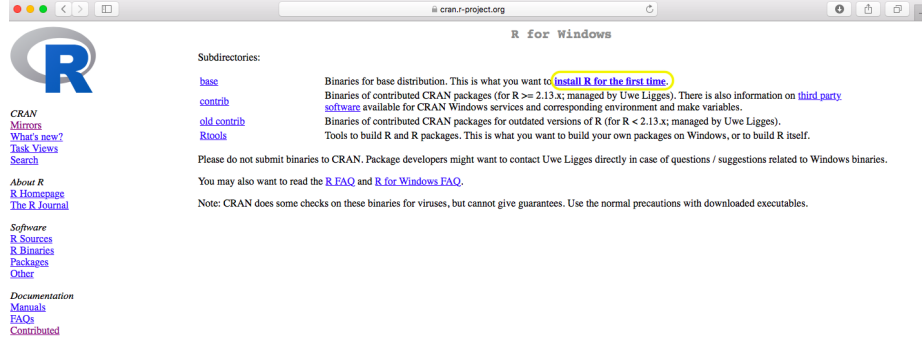 cran.r-project.org
R
R for Windows
Subdirectories:
base Binaries for base distribution. This is what you want to install R for the first time.
contrib Binaries of contributed CRAN packages (for R >= 2.13.x; managed by Uwe Ligges). There is also information on third party
software available for CRAN Windows services and corresponding environment and make variables.
old contrib Binaries of contributed CRAN packages for outdated versions of R (for R < 2.13.x; managed by Uwe Ligges).
Rtools Tools to build R and R packages. This is what you want to build your own packages on Windows, or to build R itself.
Please do not submit binaries to CRAN. Package developers might want to contact Uwe Ligges directly in case of questions / suggestions related to Windows binaries.
You may also want to read the R FAQ and R for Windows FAQ.
Note: CRAN does some checks on these binaries for viruses, but cannot give guarantees. Use the normal precautions with downloaded executables.
CRAN
Mirrors
What's new?
Task Views
Search
About R
R Homepage
The R Journal
Software
R Sources
R Binaries
Packages
Other
Documentation
Manuals
FAQs
Contributed